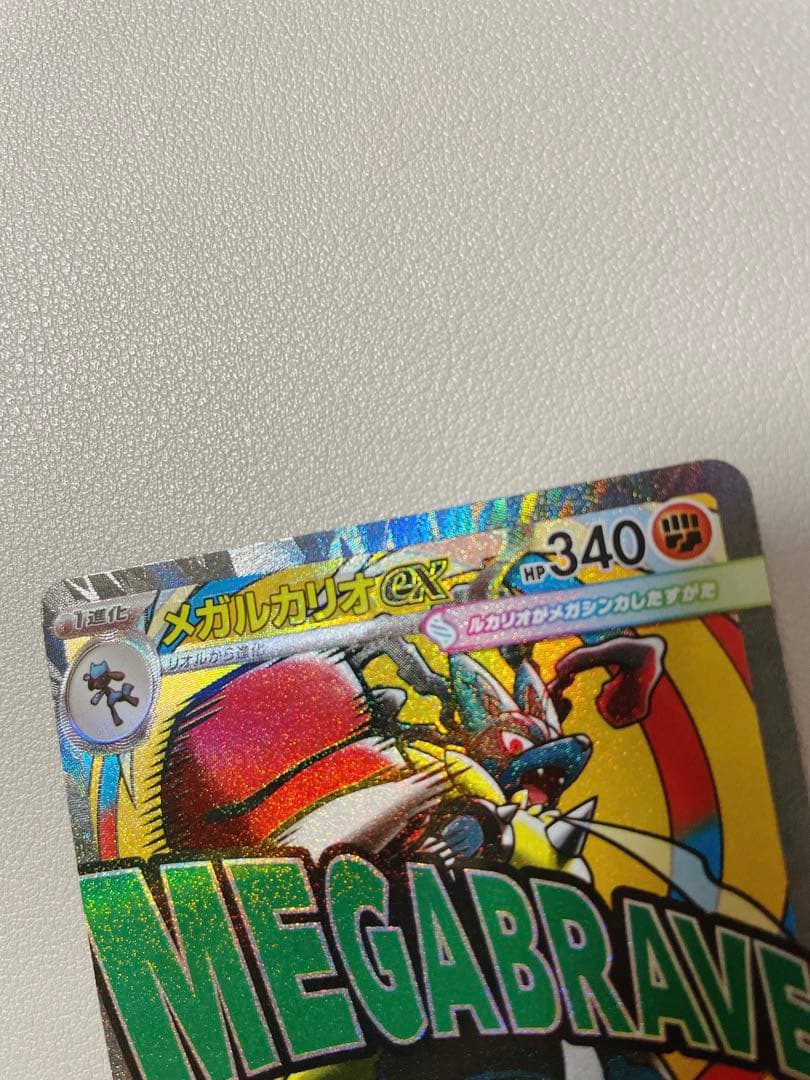 1進化
メガルカリオex
HP340
リオルから進化
ルカリオがメガシンカしたすがた
MEGABRAVE